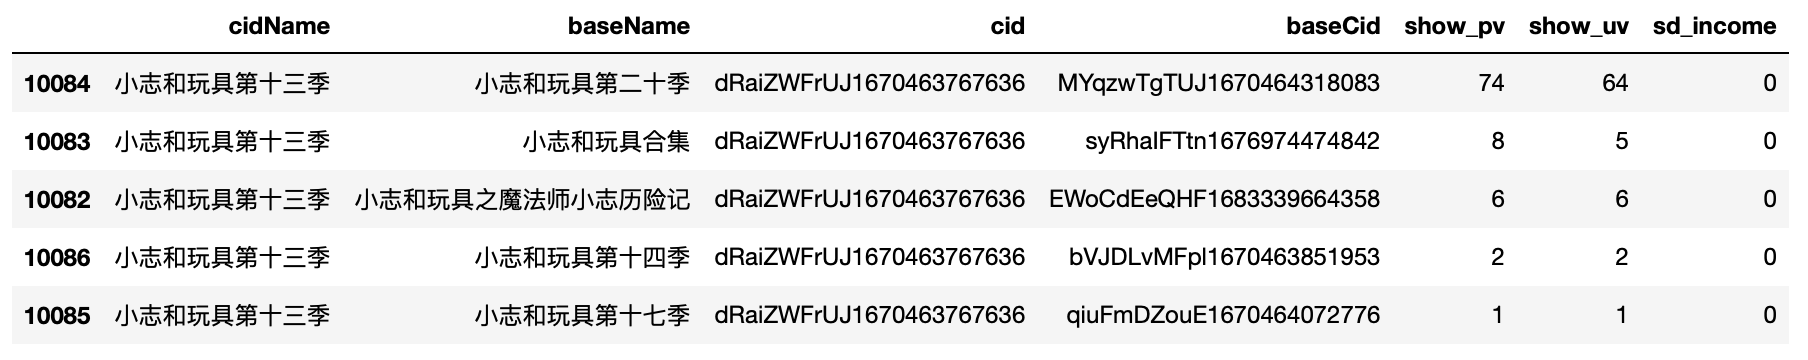 cidName baseName cid baseCid show_pv show_uv sd_income
10084 小志和玩具第十三季 小志和玩具第二十季 dRaiZWFrUJ1670463767636 MYqzwTgTUJ1670464318083 74 64 0
10083 小志和玩具第十三季 小志和玩具合集 dRaiZWFrUJ1670463767636 syRhaIFTtn1676974474842 8 5 0
10082 小志和玩具第十三季 小志和玩具之魔法师小志历险记 dRaiZWFrUJ1670463767636 EWoCdEeQHF1683339664358 6 6 0
10086 小志和玩具第十三季 小志和玩具第十四季 dRaiZWFrUJ1670463767636 bVJDLvMFpl1670463851953 2 2 0
10085 小志和玩具第十三季 小志和玩具第十七季 dRaiZWFrUJ1670463767636 qiuFmDZouE1670464072776 1 1 0